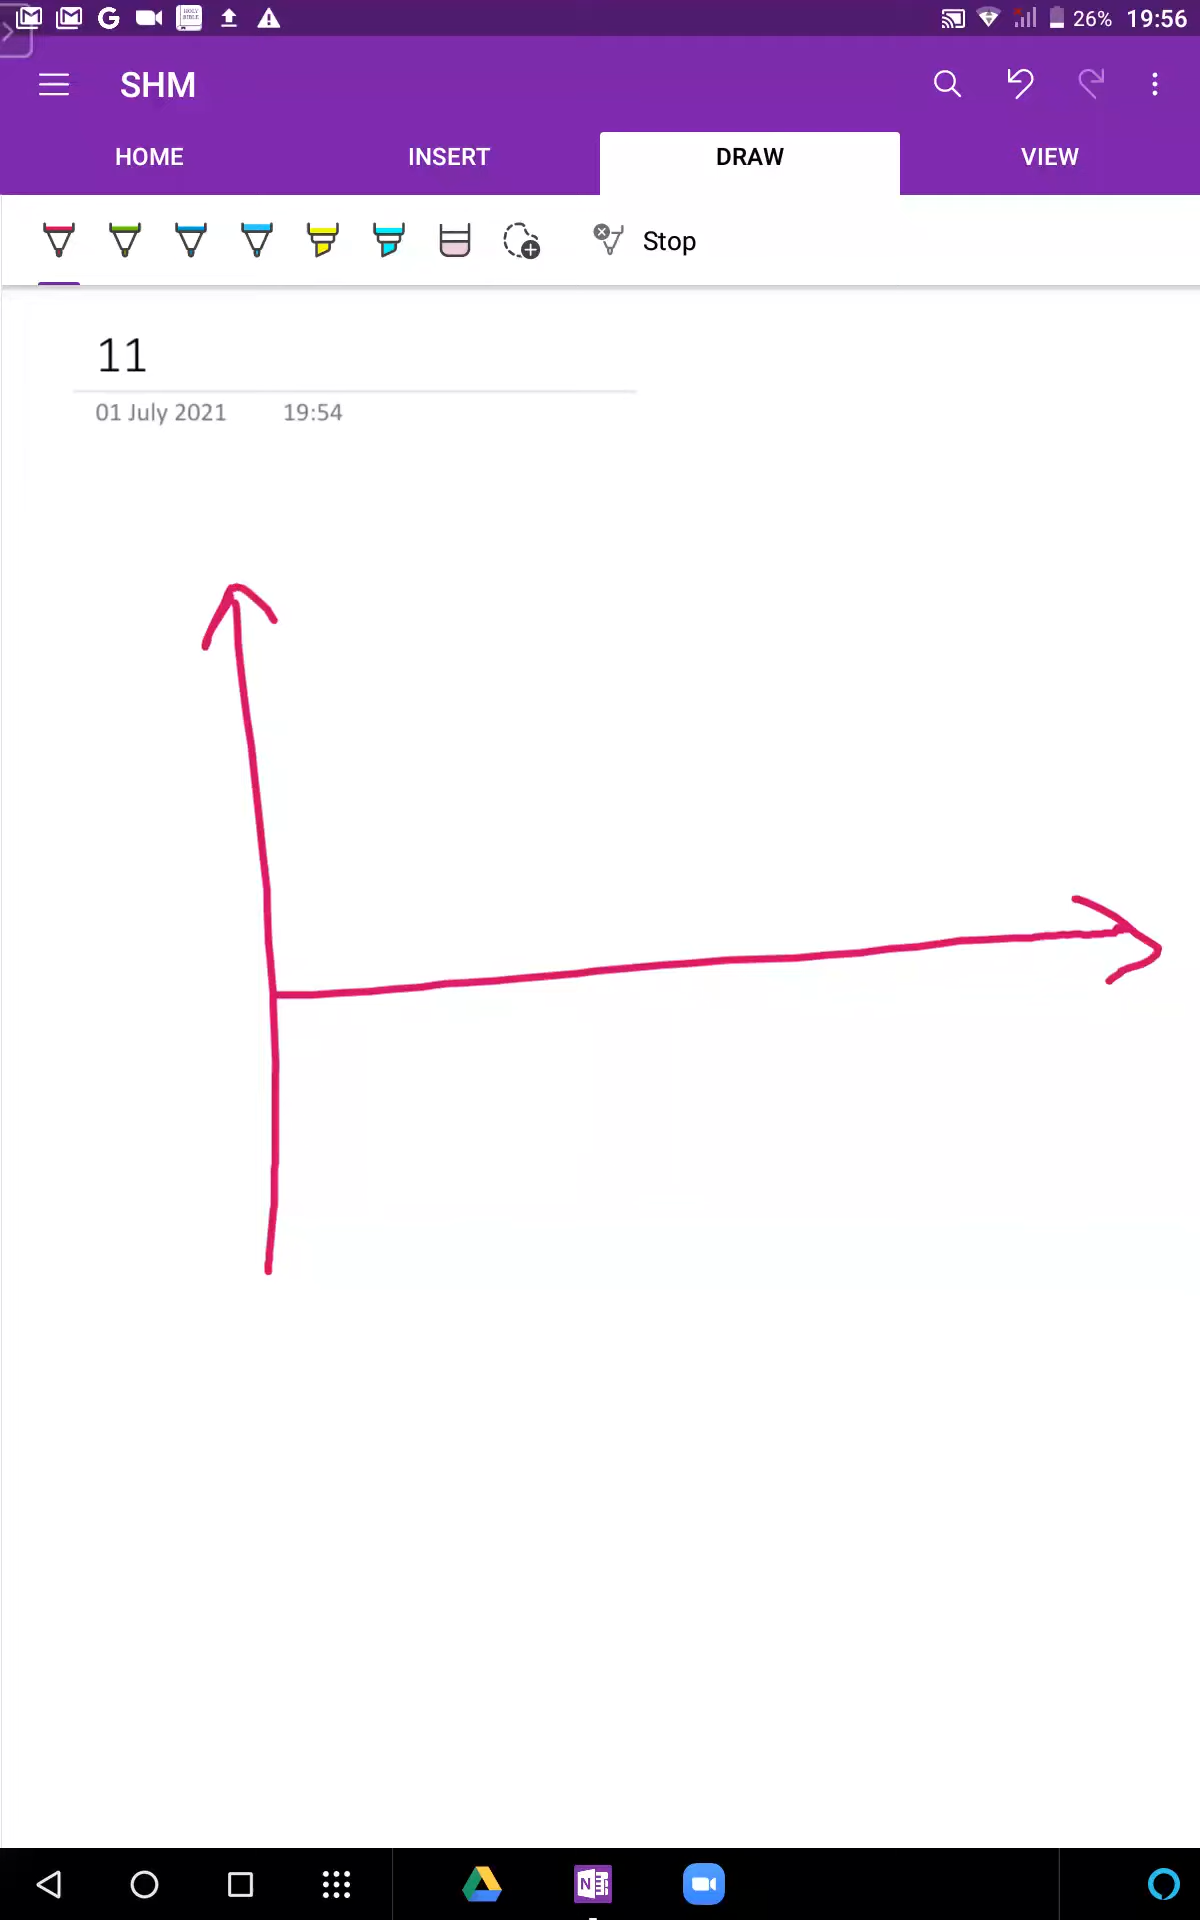 26% 19:56
SHM
HOME INSERT DRAW VIEW
Stop
11
01 July 2021 19:54